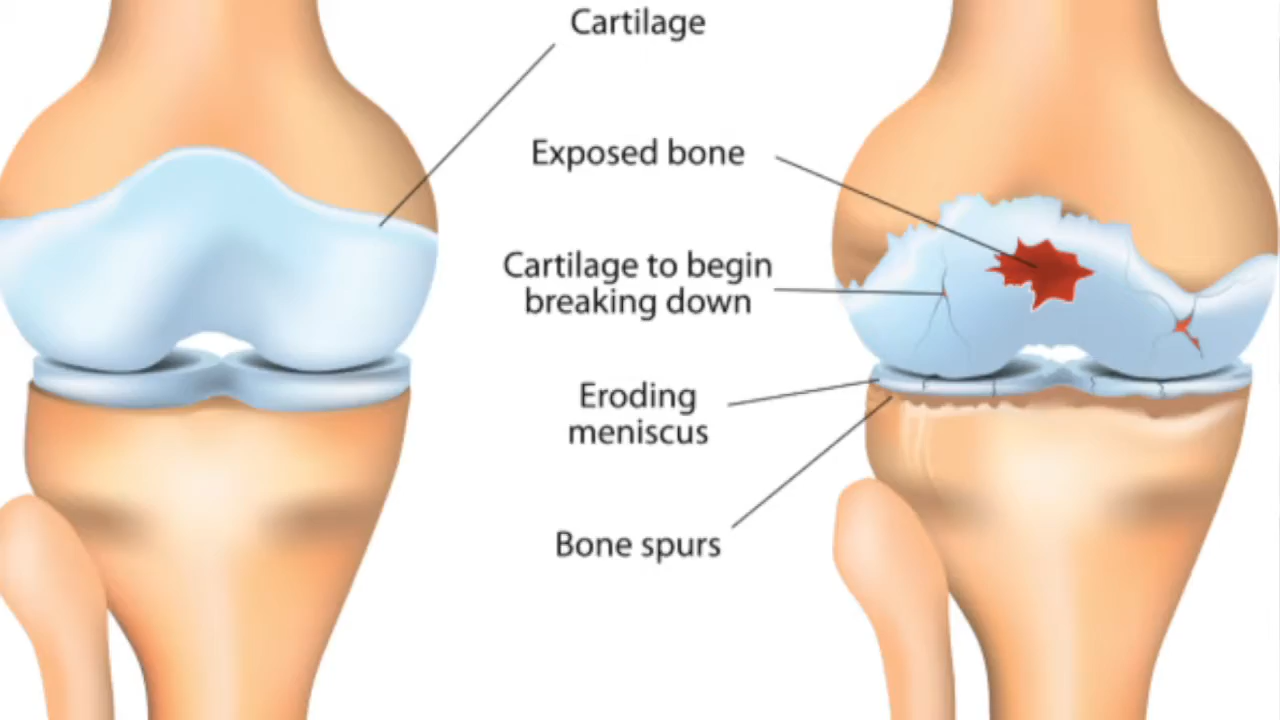 Cartilage
Exposed bone
Cartilage to begin
breaking down
Eroding
meniscus
Bone spurs